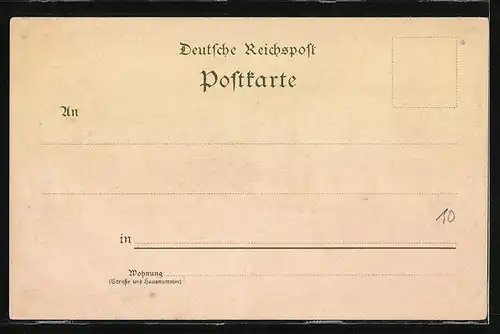 Deutsche Reichspost
Postkarte
An
10
in
Wohnung
(Straße und Hausnummer)